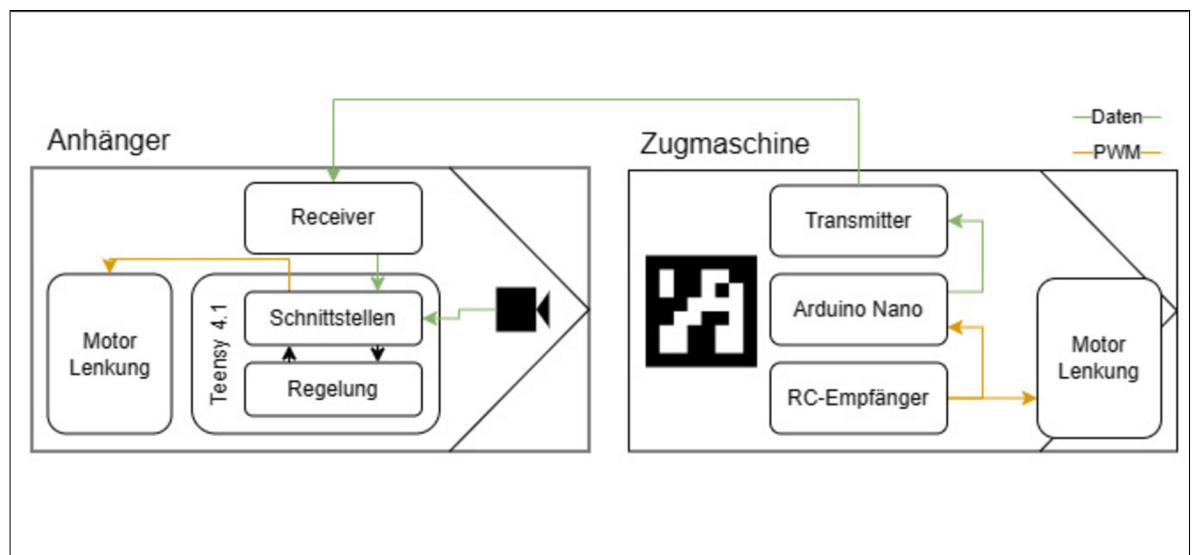 Anhänger
Receiver
Motor
Lenkung
Teensy 4.1
Schnittstellen
Regelung
Zugmaschine
Daten
PWM
Transmitter
Arduino Nano
RC-Empfänger
Motor
Lenkung